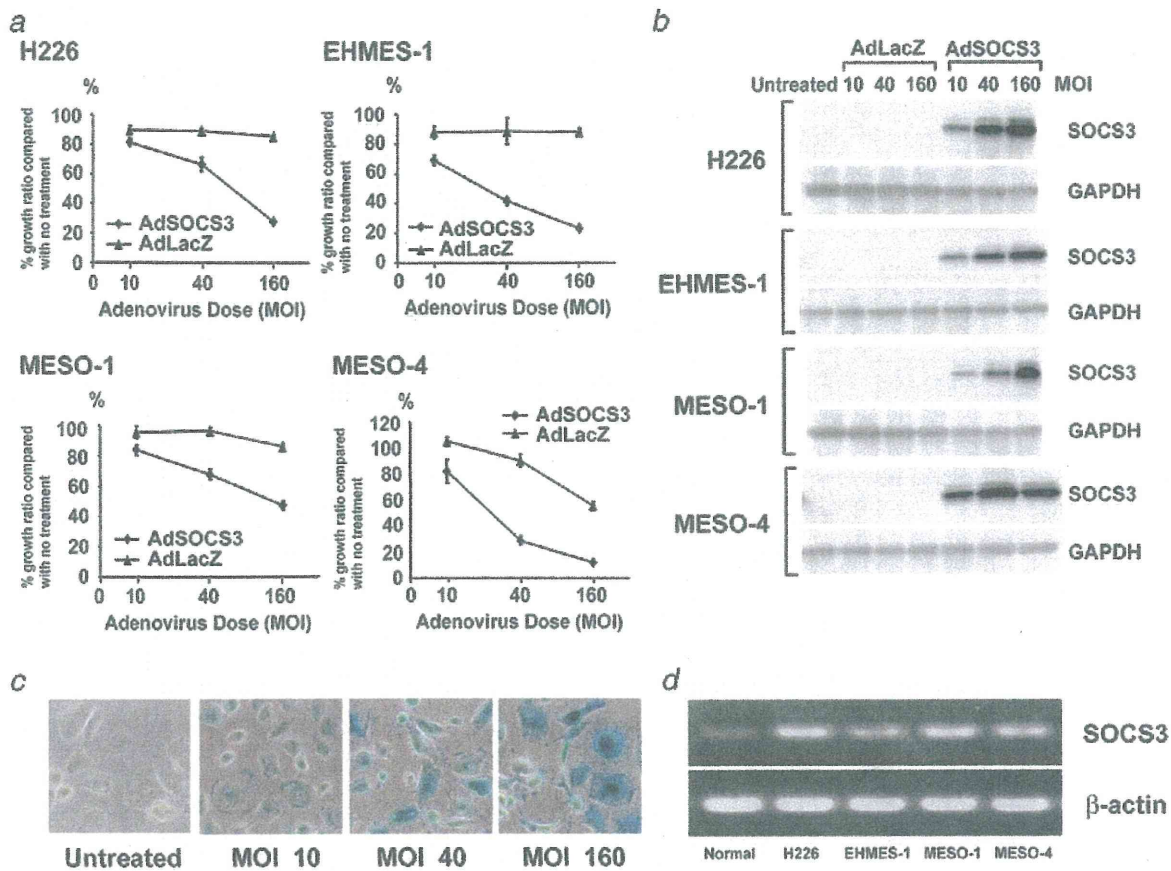 a
H226
%
% growth ratio compared
with no treatment
100
80
60
40
20
0
AdSOCS3
AdLacZ
0 10 40 160
Adenovirus Dose (MOI)
EHMES-1
%
% growth ratio compared
with no treatment
100
80
60
40
20
0
AdSOCS3
AdLacZ
0 10 40 160
Adenovirus Dose (MOI)
MESO-1
%
% growth ratio compared
with no treatment
100
80
60
40
20
0
AdSOCS3
AdLacZ
0 10 40 160
Adenovirus Dose (MOI)
MESO-4
%
% growth ratio compared
with no treatment
120
100
80
60
40
20
0
AdSOCS3
AdLacZ
0 10 40 160
Adenovirus Dose (MOI)
b
AdLacZ AdSOCS3
Untreated 10 40 160 10 40 160 MOI
H226
SOCS3
GAPDH
EHMES-1
SOCS3
GAPDH
MESO-1
SOCS3
GAPDH
MESO-4
SOCS3
GAPDH
c
Untreated MOI 10 MOI 40 MOI 160
d
SOCS3
β-actin
Normal H226 EHMES-1 MESO-1 MESO-4